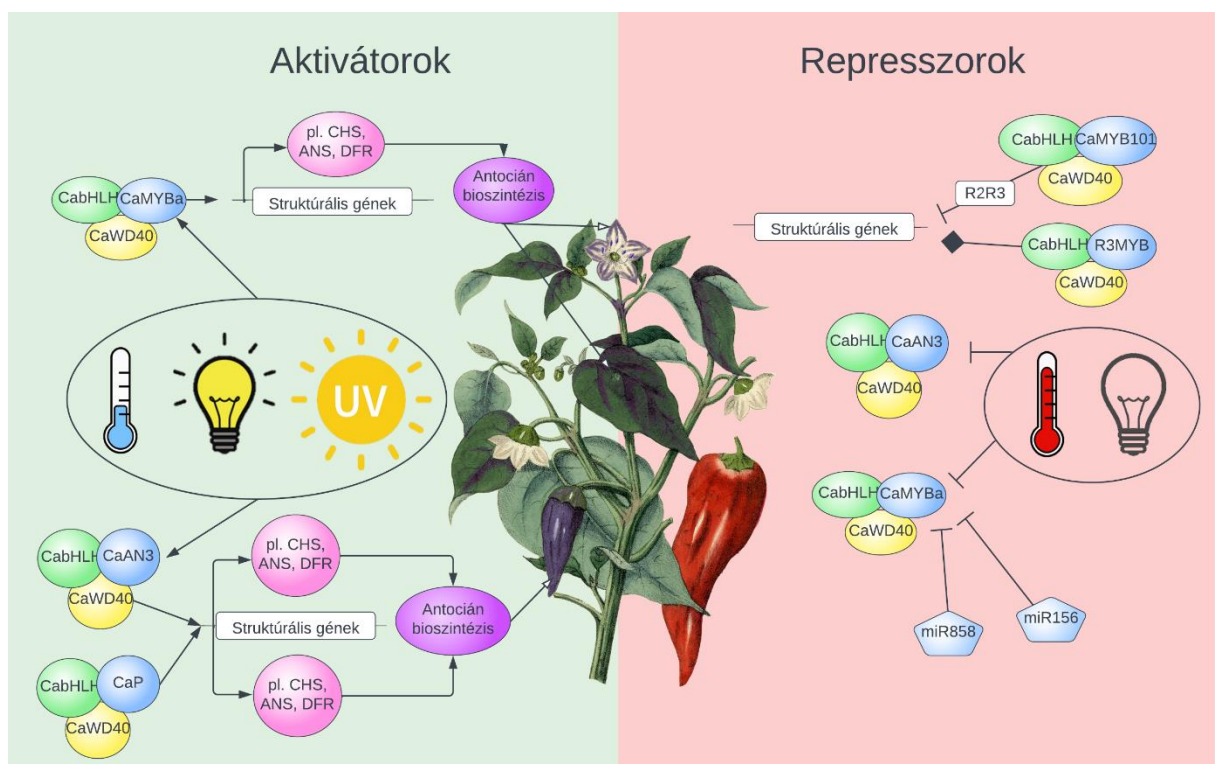 Aktivátorok
pl. CHS,
ANS, DFR
Antocián
bioszintézis
CabHLH
CaMYBa
CaWD40
Struktúrális gének
UV
CabHLH
CaAN3
CaWD40
pl. CHS,
ANS, DFR
Struktúrális gének
Antocián
bioszintézis
CabHLH
CaP
CaWD40
pl. CHS,
ANS, DFR
Represszorok
CabHLH
CaMYB101
CaWD40
R2R3
Struktúrális gének
CabHLH
R3MYB
CaWD40
CabHLH
CaAN3
CaWD40
CabHLH
CaMYBa
CaWD40
miR858
miR156